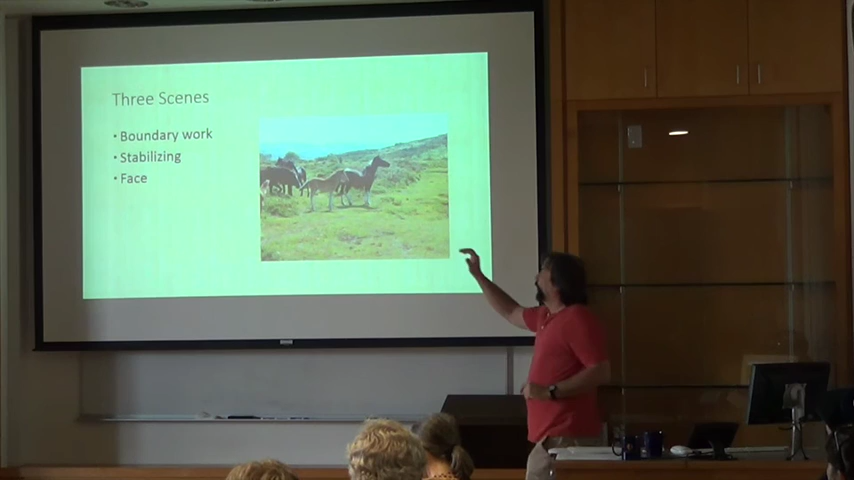 Three Scenes
• Boundary work
• Stabilizing
• Face